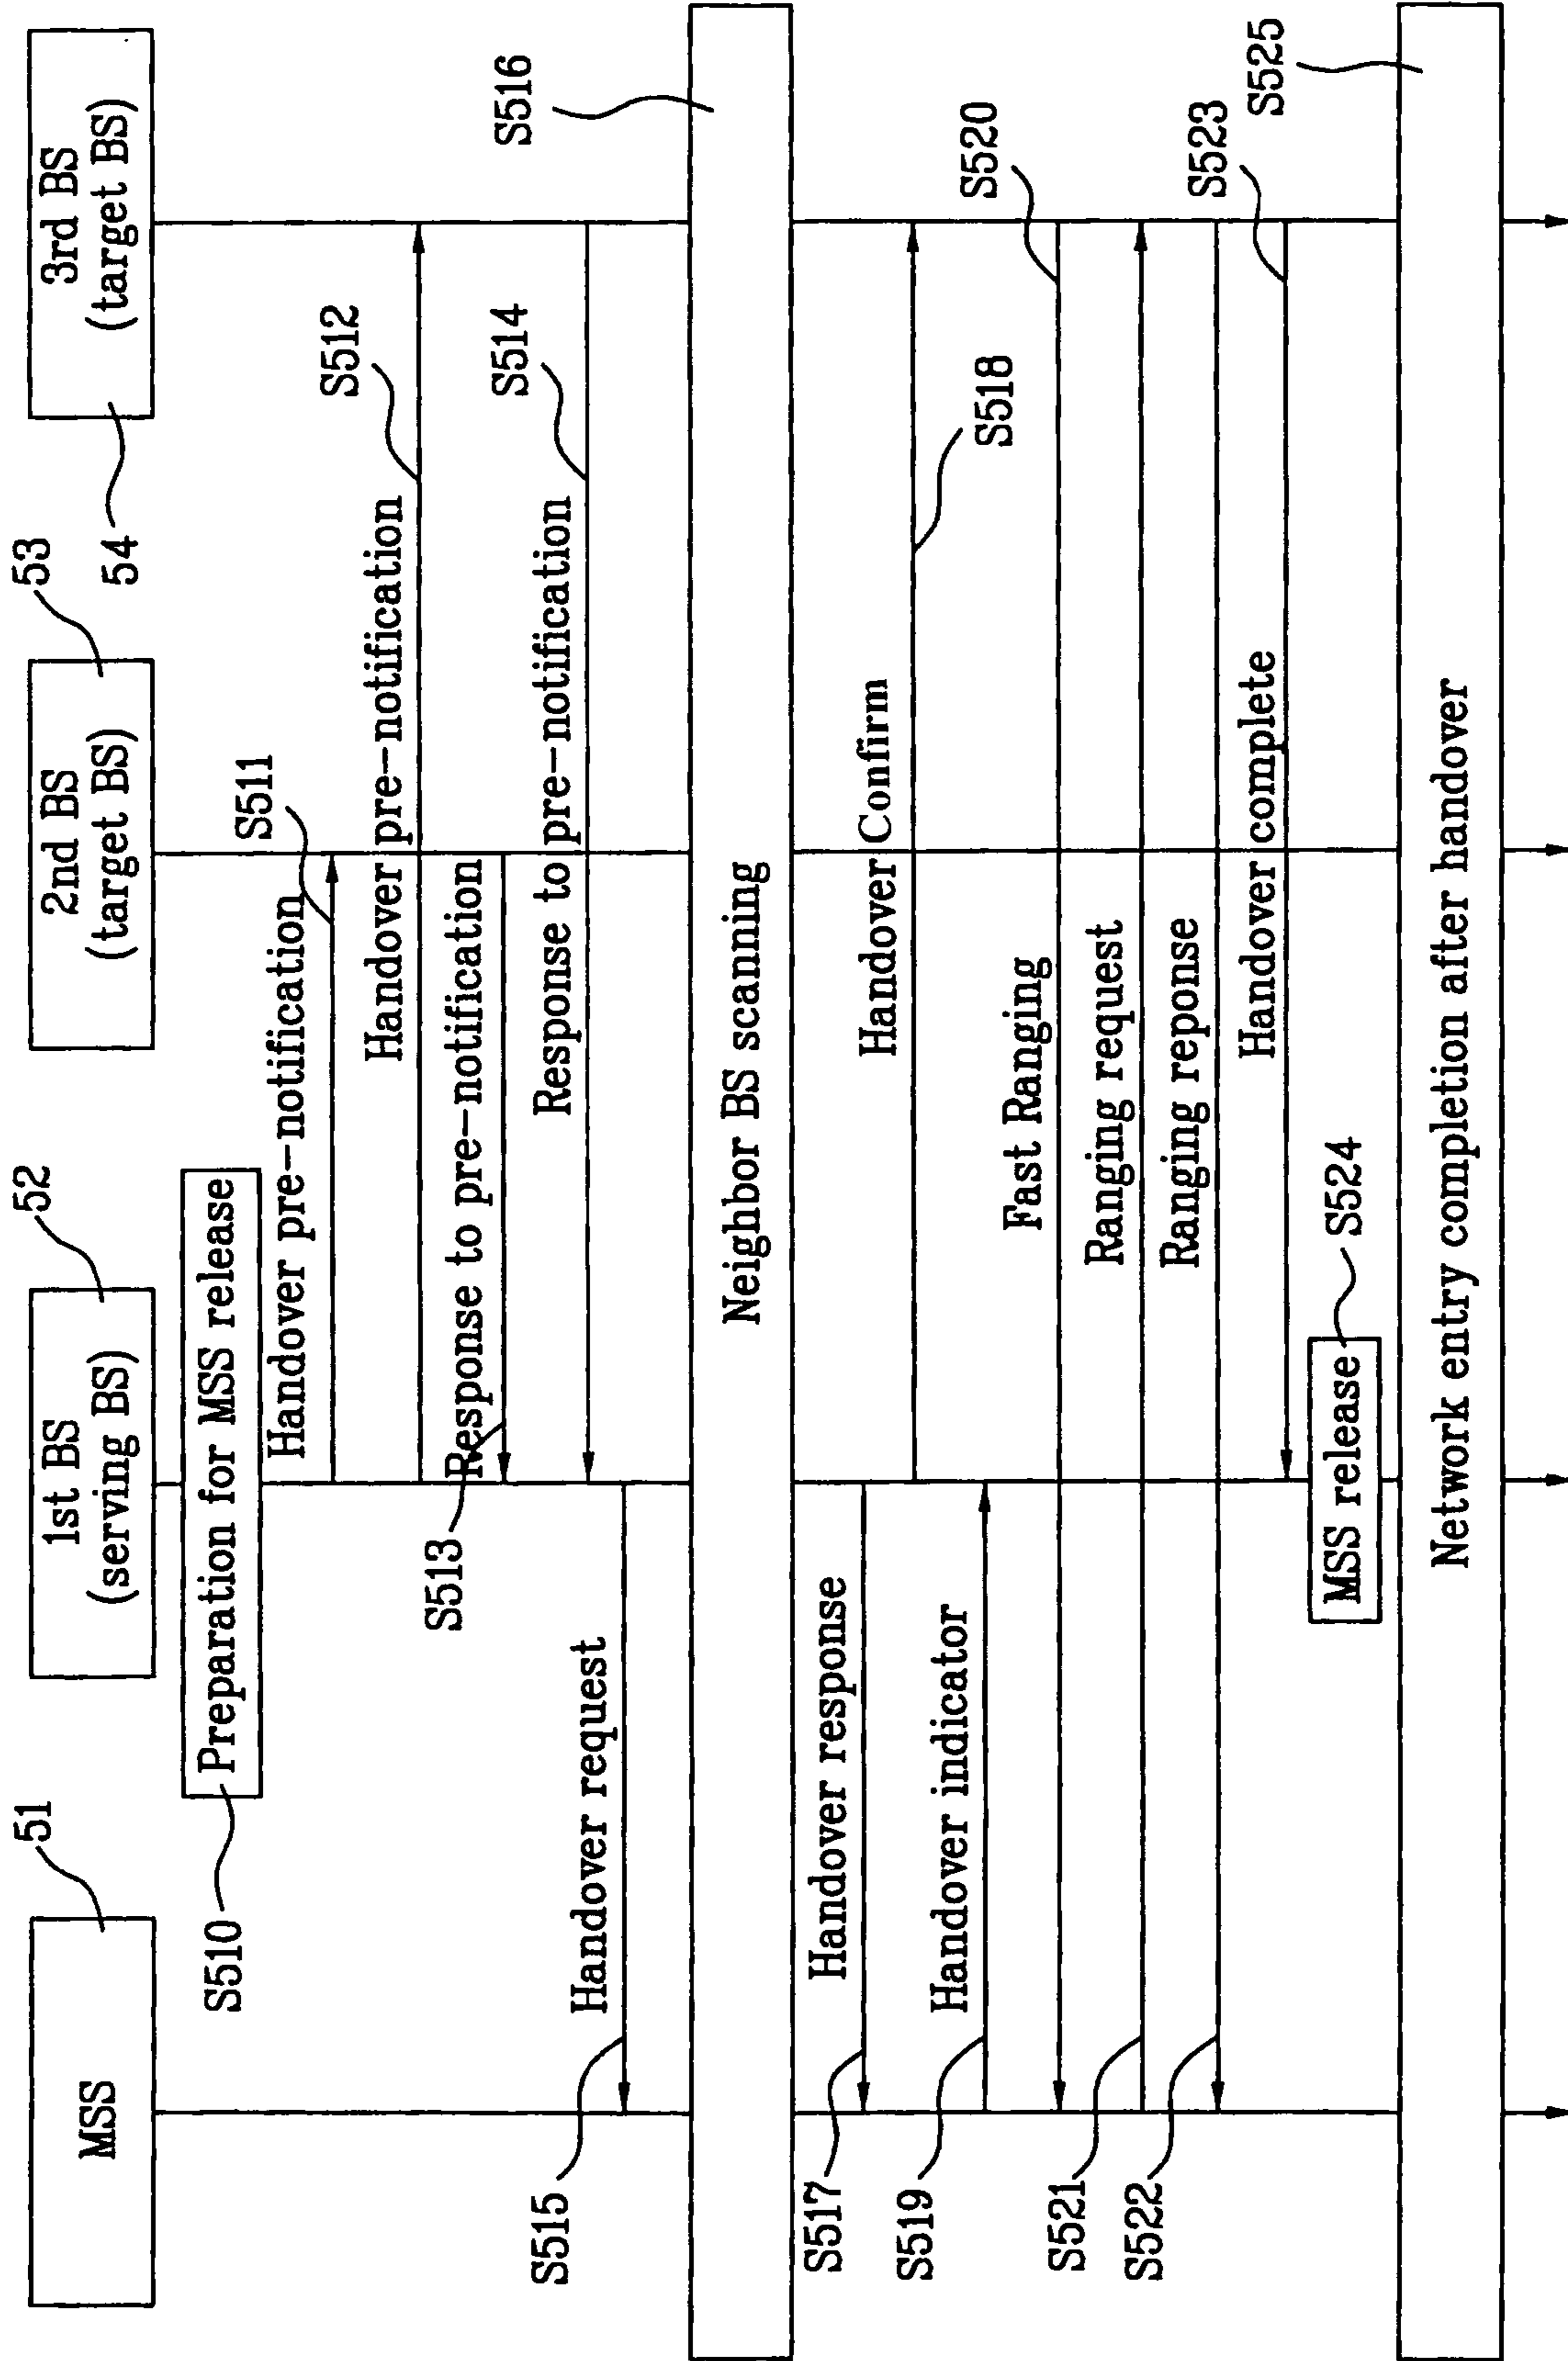 MSS
51
1st BS
(serving BS)
52
2nd BS
(target BS)
53
3rd BS
(target BS)
54
S510
Preparation for MSS release
Handover pre-notification
S511
Handover pre-notification
S512
Response to pre-notification
S513
Response to pre-notification
S514
Handover request
S515
Neighbor BS scanning
S516
Handover response
S517
Handover Confirm
S518
Handover indicator
S519
Fast Ranging
S520
Ranging request
S521
Ranging reponse
S522
Handover complete
S523
MSS release
S524
Network entry completion after handover
S525